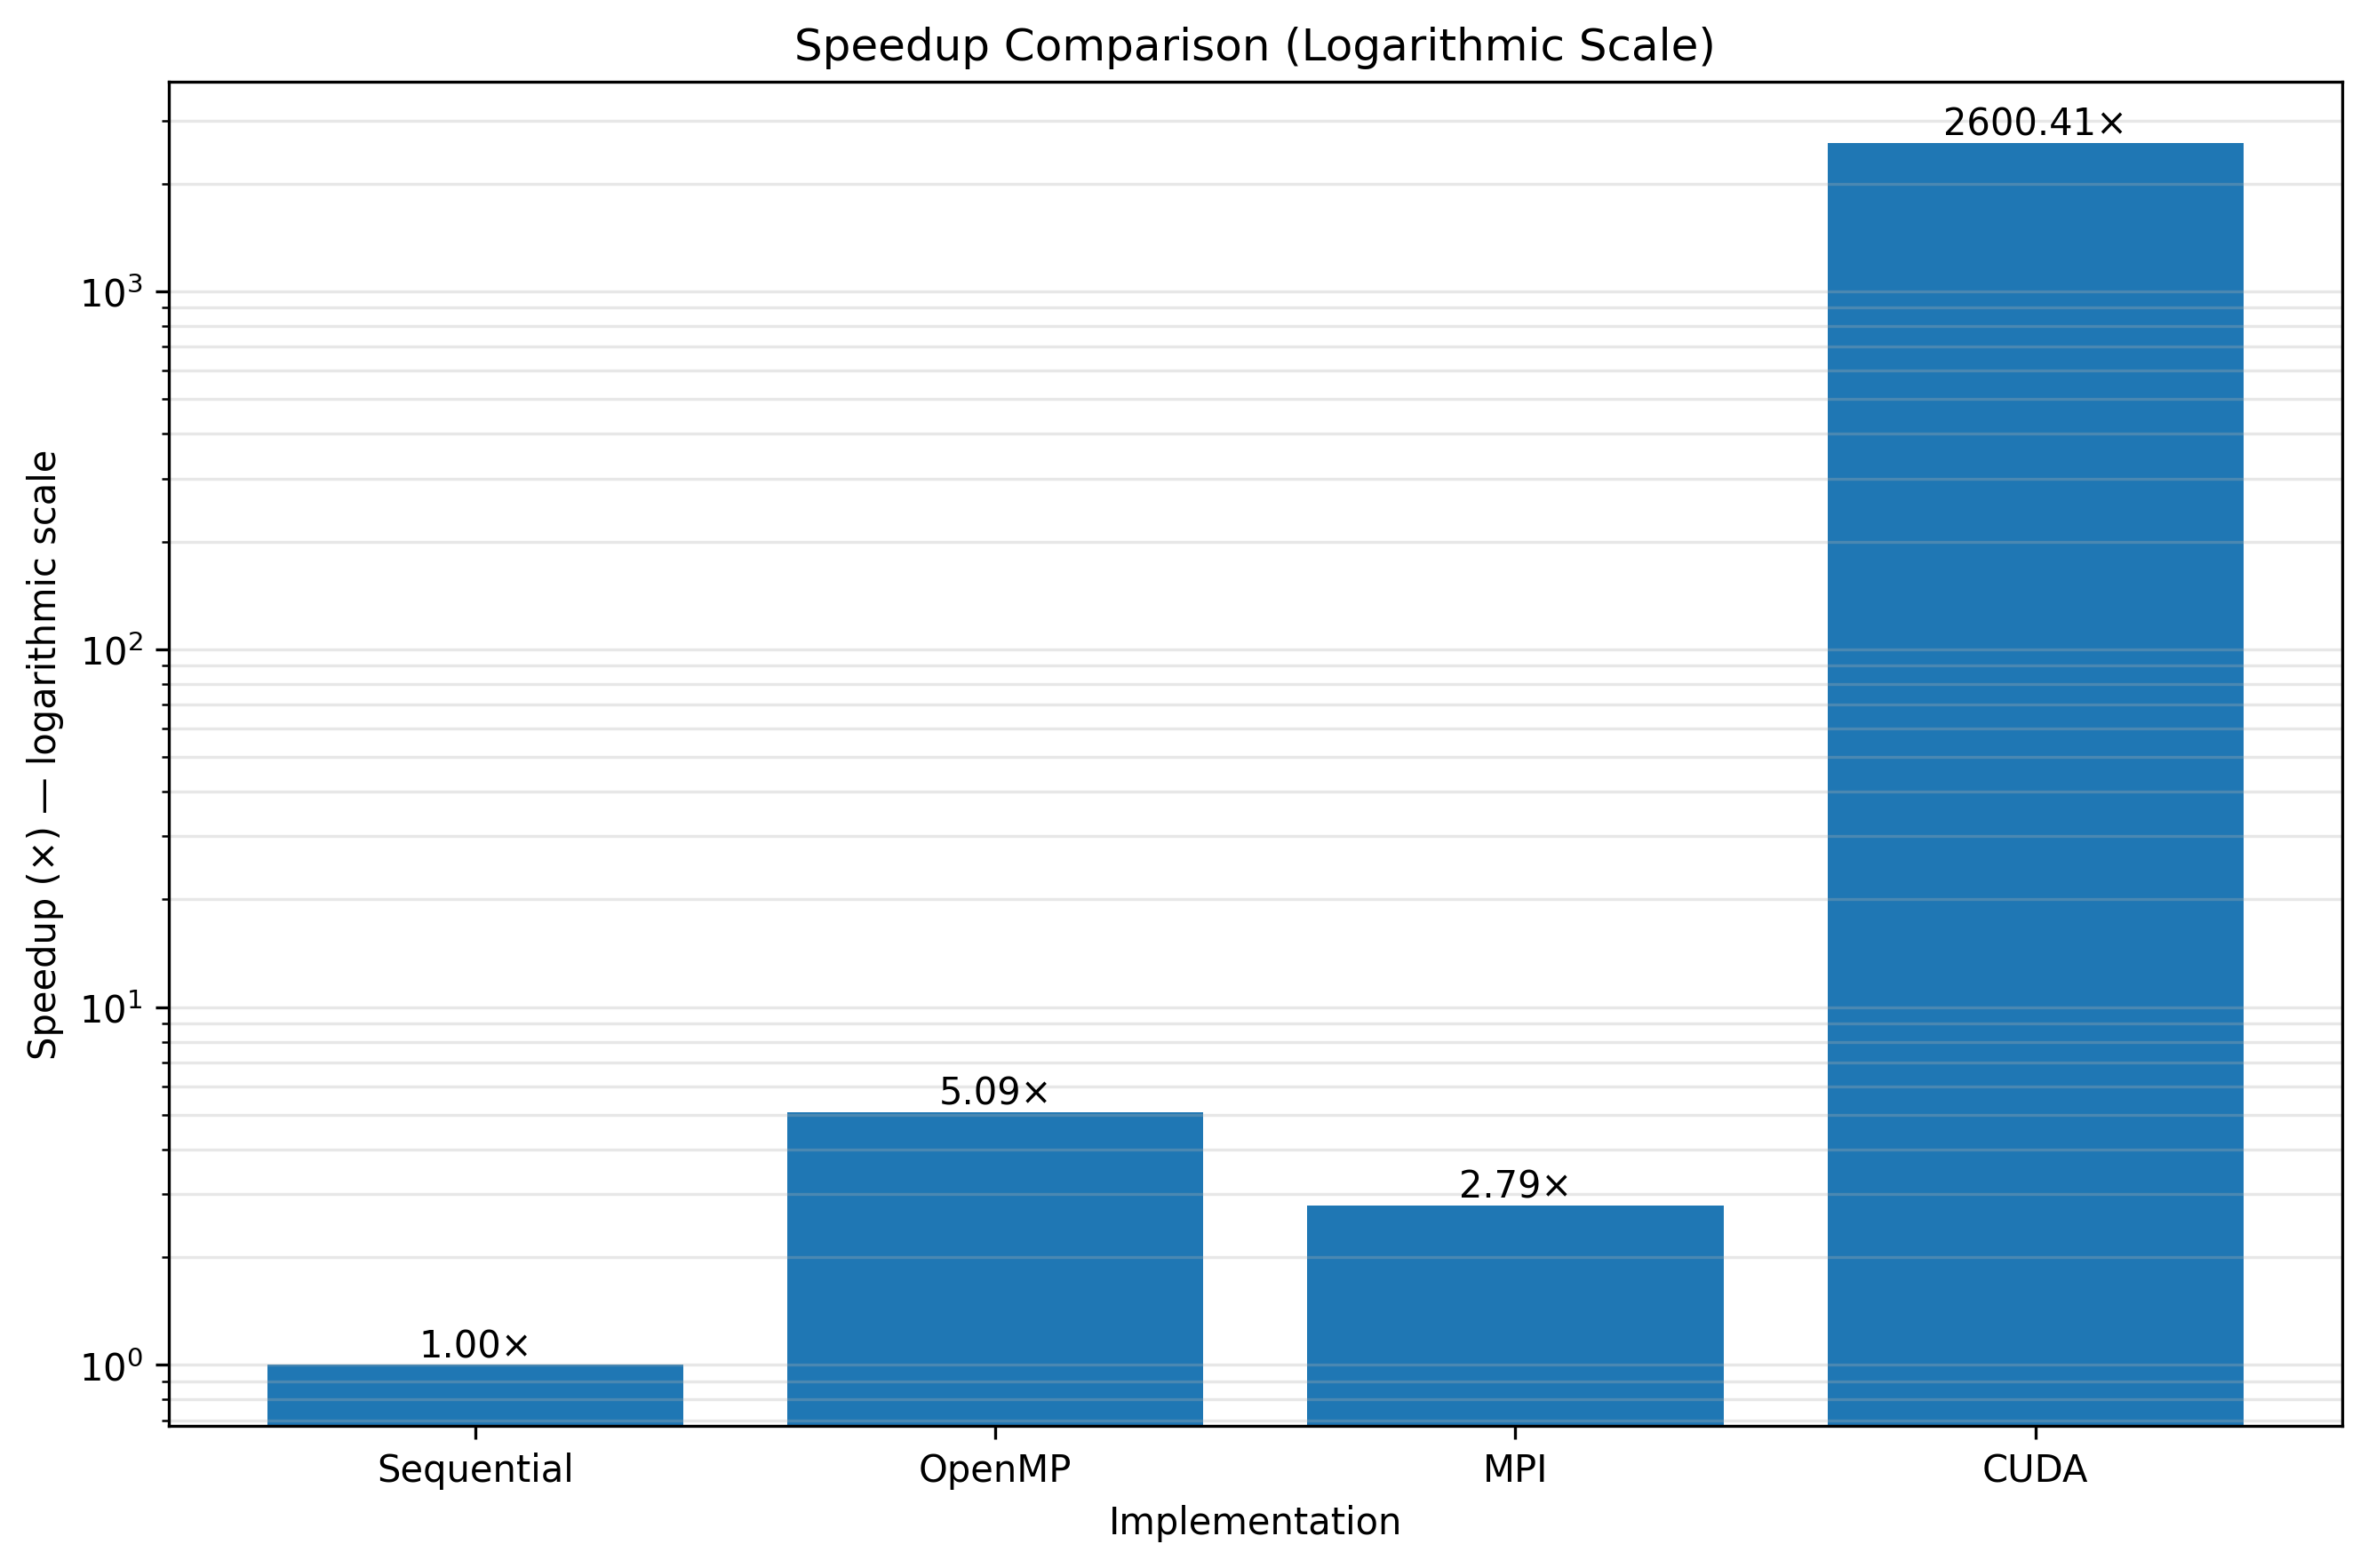 Speedup Comparison (Logarithmic Scale)
Speedup (×) — logarithmic scale
10³
10²
10¹
10⁰
1.00×
5.09×
2.79×
2600.41×
Sequential
OpenMP
MPI
CUDA
Implementation